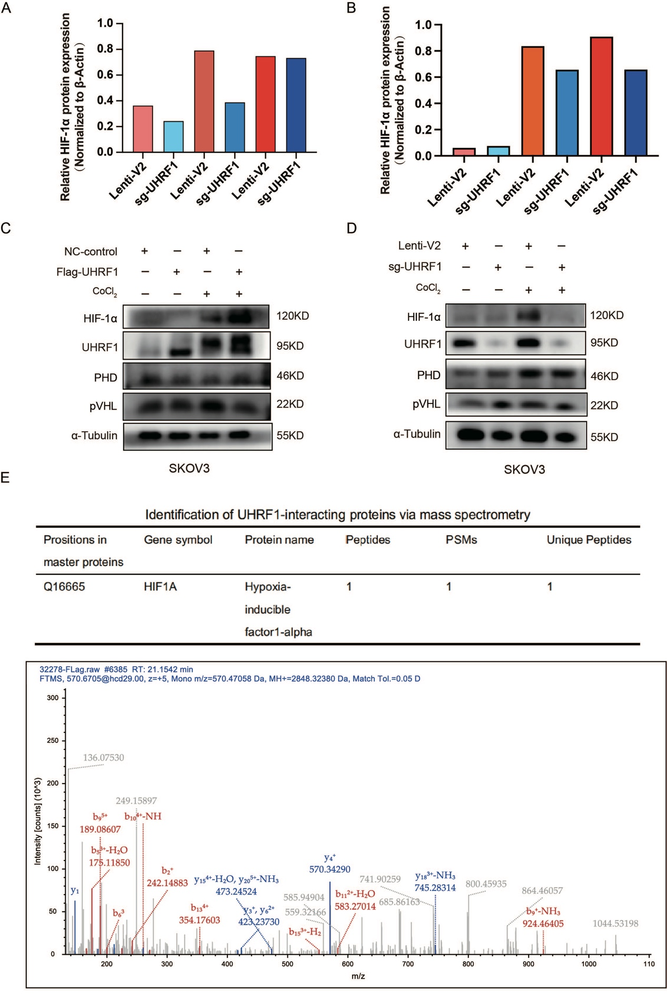 A
Relative HIF-1α protein expression
(Normalized to β-Actin)
1.0
0.8
0.6
0.4
0.2
0.0
Lenti-V2
sg-UHRF1
Lenti-V2
sg-UHRF1
Lenti-V2
sg-UHRF1
B
Relative HIF-1α protein expression
(Normalized to β-Actin)
1.0
0.8
0.6
0.4
0.2
0.0
Lenti-V2
sg-UHRF1
Lenti-V2
sg-UHRF1
Lenti-V2
sg-UHRF1
C
NC-control + − + −
Flag-UHRF1 − + − +
CoCl₂ − − + +
HIF-1α 120KD
UHRF1 95KD
PHD 46KD
pVHL 22KD
α-Tubulin 55KD
SKOV3
D
Lenti-V2 + − + −
sg-UHRF1 − + − +
CoCl₂ − − + +
HIF-1α 120KD
UHRF1 95KD
PHD 46KD
pVHL 22KD
α-Tubulin 55KD
SKOV3
E
Identification of UHRF1-interacting proteins via mass spectrometry
Prositions in Gene symbol Protein name Peptides PSMs Unique Peptides
master proteins
Q16665 HIF1A Hypoxia- 1 1 1
inducible
factor1-alpha
32278-FLag.raw #6385 RT: 21.1542 min
FTMS, 570.6705@hcd29.00, z=+5, Mono m/z=570.47058 Da, MH+=2848.32380 Da, Match Tol.=0.05 D
Intensity [counts] (10^3)
300
250
200
150
100
50
0
136.07530
249.15897
b₉⁵⁺
189.08607
b₁₀⁴⁺-NH
b₅³⁺-H₂O
175.11850
y₁
b₆³
b₂⁺
242.14883
b₁₃⁴⁺
354.17603
y₁₅⁴⁺-H₂O, y₂₀⁵⁺-NH₃
473.24524
y₃⁺, y₆²⁺
423.23730
585.94904
559.32166
b₁₅³⁺-H₂
y₄⁺
570.34290
b₁₁²⁺-H₂O
583.27014
741.90259
685.86163
y₁₈³⁺-NH₃
745.28314
800.45935
864.46057
b₉⁺-NH₃
924.46405
1044.53198
200
300
400
500
600
700
800
900
1000
110
m/z